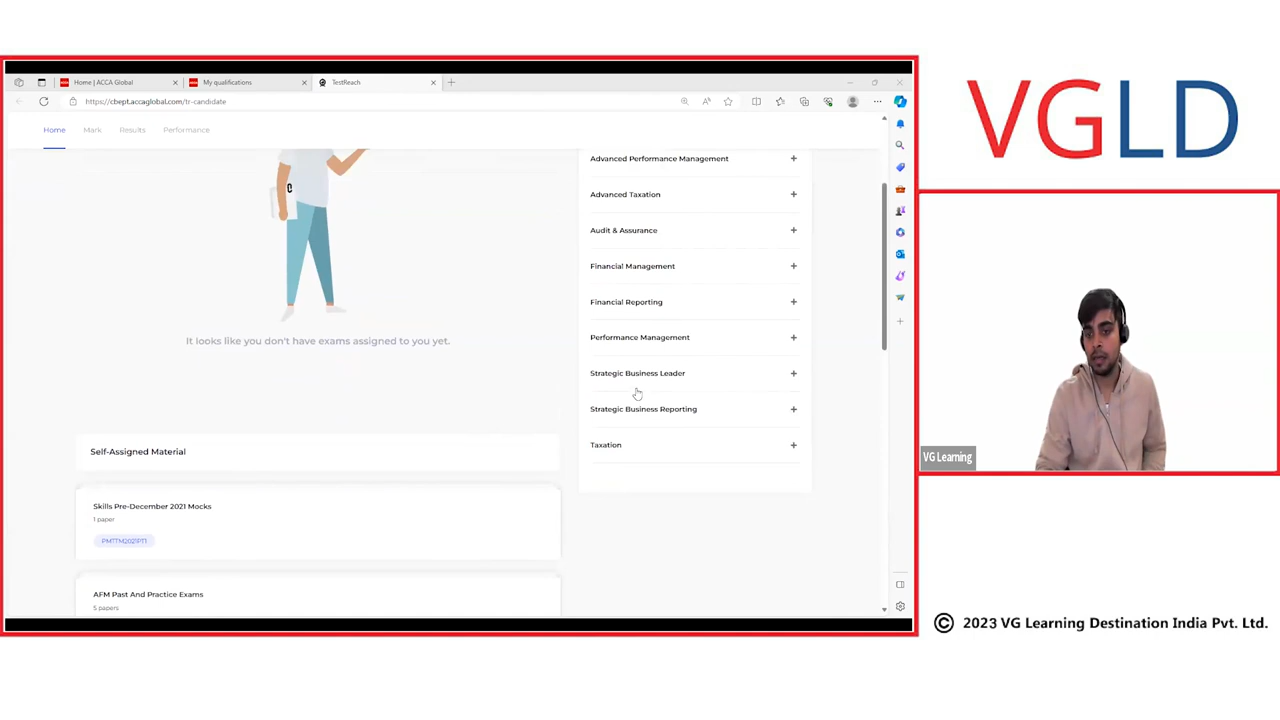 Home | ACCA Global
My qualifications
TestReach
https://cbept.accaglobal.com/tr-candidate
Home
Mark
Results
Performance
Advanced Performance Management
Advanced Taxation
Audit & Assurance
Financial Management
Financial Reporting
Performance Management
Strategic Business Leader
Strategic Business Reporting
Taxation
It looks like you don't have exams assigned to you yet.
Self-Assigned Material
Skills Pre-December 2021 Mocks
1 paper
AFM Past And Practice Exams
5 papers
VGLD
VG Learning
© 2023 VG Learning Destination India Pvt. Ltd.